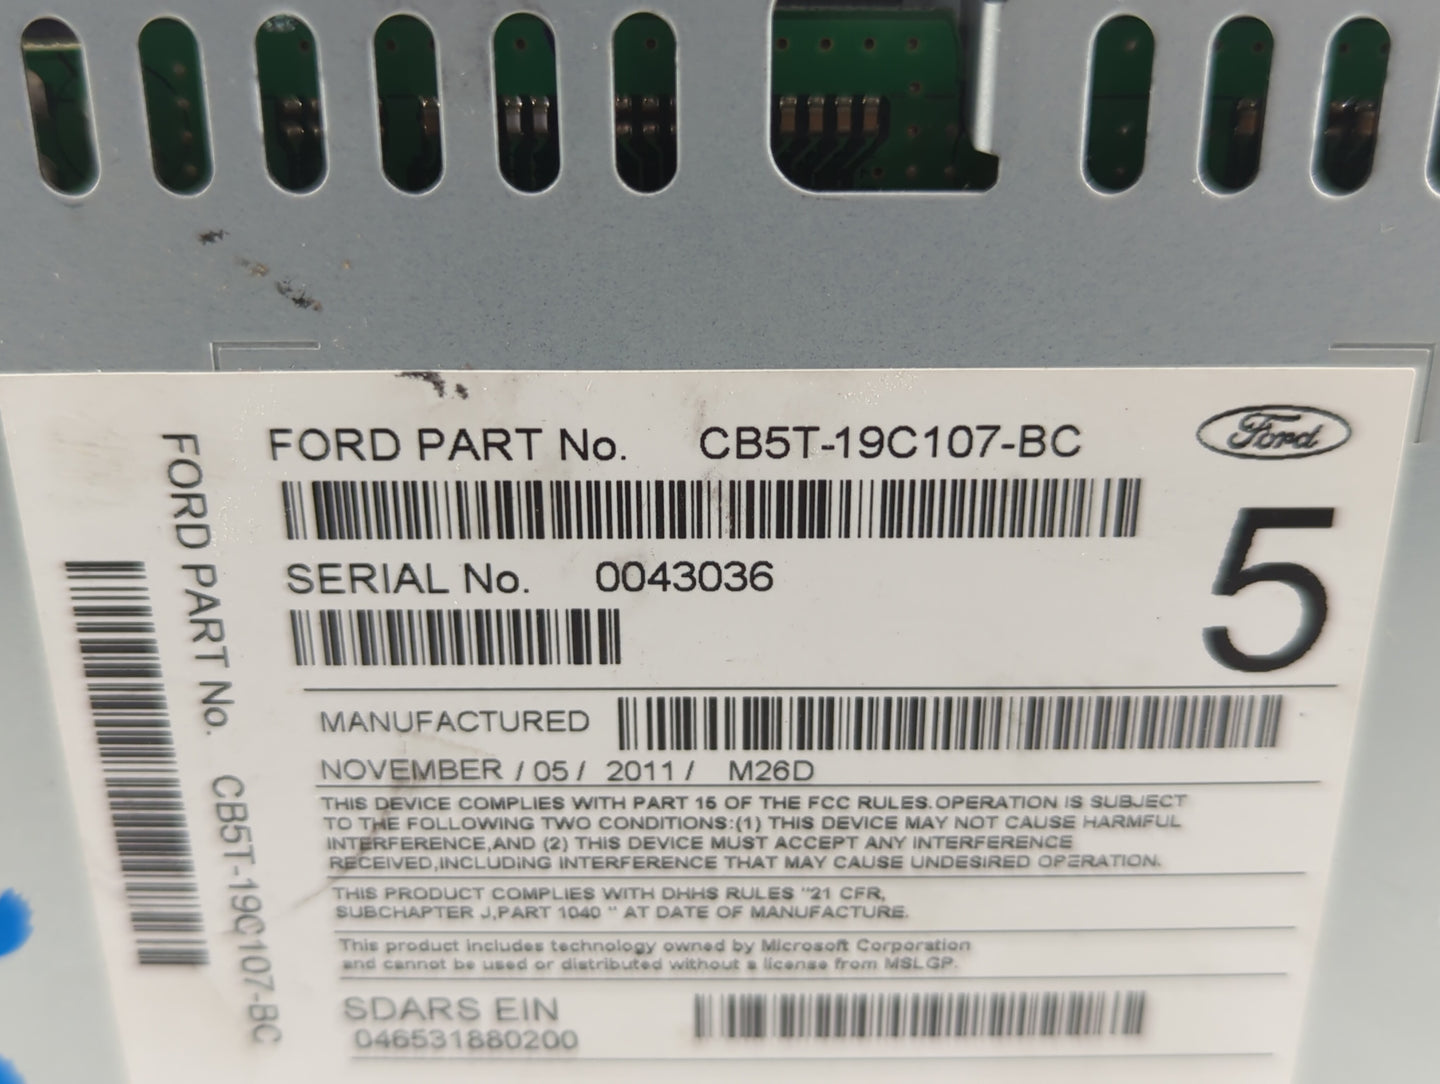 FORD PART No. CB5T-19C107-BC
Ford
SERIAL No. 0043036
5
MANUFACTURED
NOVEMBER / 05 / 2011 / M26D
THIS DEVICE COMPLIES WITH PART 15 OF THE FCC RULES.OPERATION IS SUBJECT
TO THE FOLLOWING TWO CONDITIONS:(1) THIS DEVICE MAY NOT CAUSE HARMFUL
INTERFERENCE,AND (2) THIS DEVICE MUST ACCEPT ANY INTERFERENCE
RECEIVED,INCLUDING INTERFERENCE THAT MAY CAUSE UNDESIRED OPERATION.
THIS PRODUCT COMPLIES WITH DHHS RULES "21 CFR,
SUBCHAPTER J,PART 1040 " AT DATE OF MANUFACTURE.
This product includes technology owned by Microsoft Corporation
and cannot be used or distributed without a license from MSLGP.
SDARS EIN
046531880200
FORD PART No. CB5T-19C107-BC